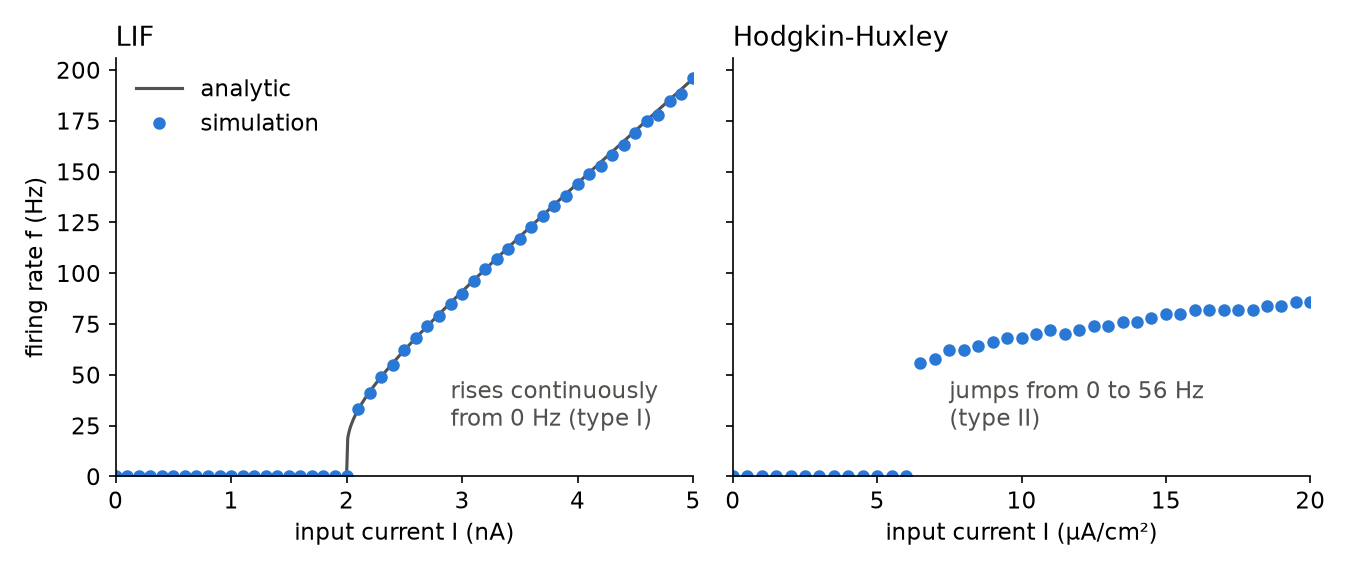 LIF
analytic
simulation
200
175
150
125
100
75
50
25
0
firing rate f (Hz)
rises continuously
from 0 Hz (type I)
0 1 2 3 4 5
input current I (nA)
Hodgkin-Huxley
jumps from 0 to 56 Hz
(type II)
0 5 10 15 20
input current I (μA/cm²)